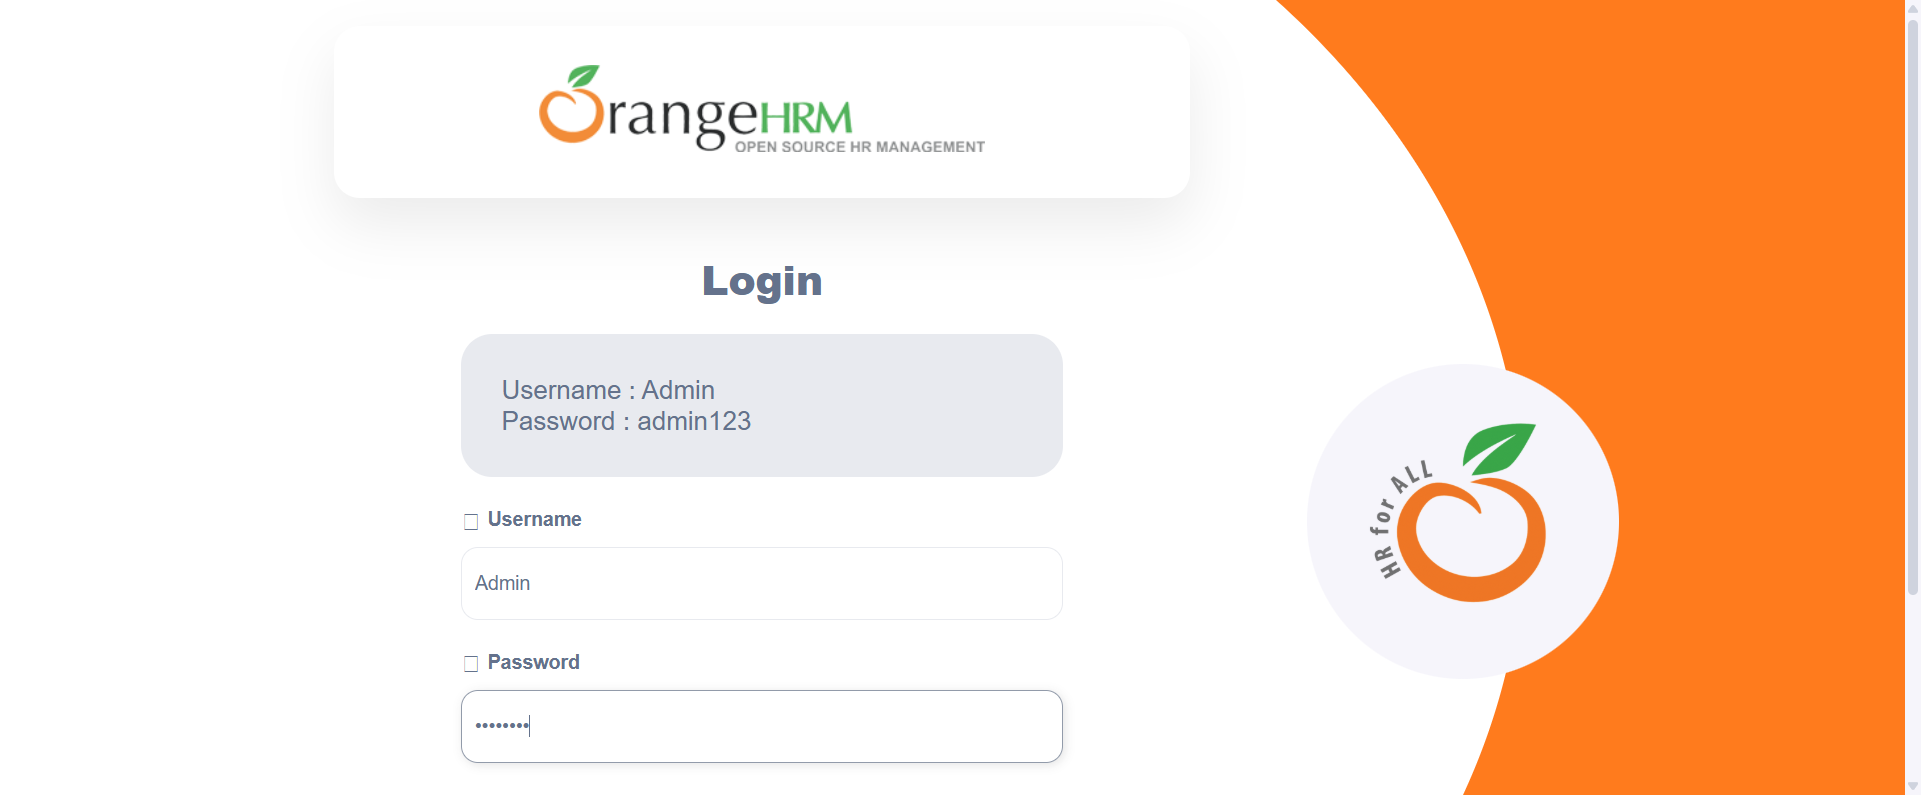 OrangeHRM
OPEN SOURCE HR MANAGEMENT
Login
Username : Admin
Password : admin123
Username
Admin
Password
••••••••
HR for ALL